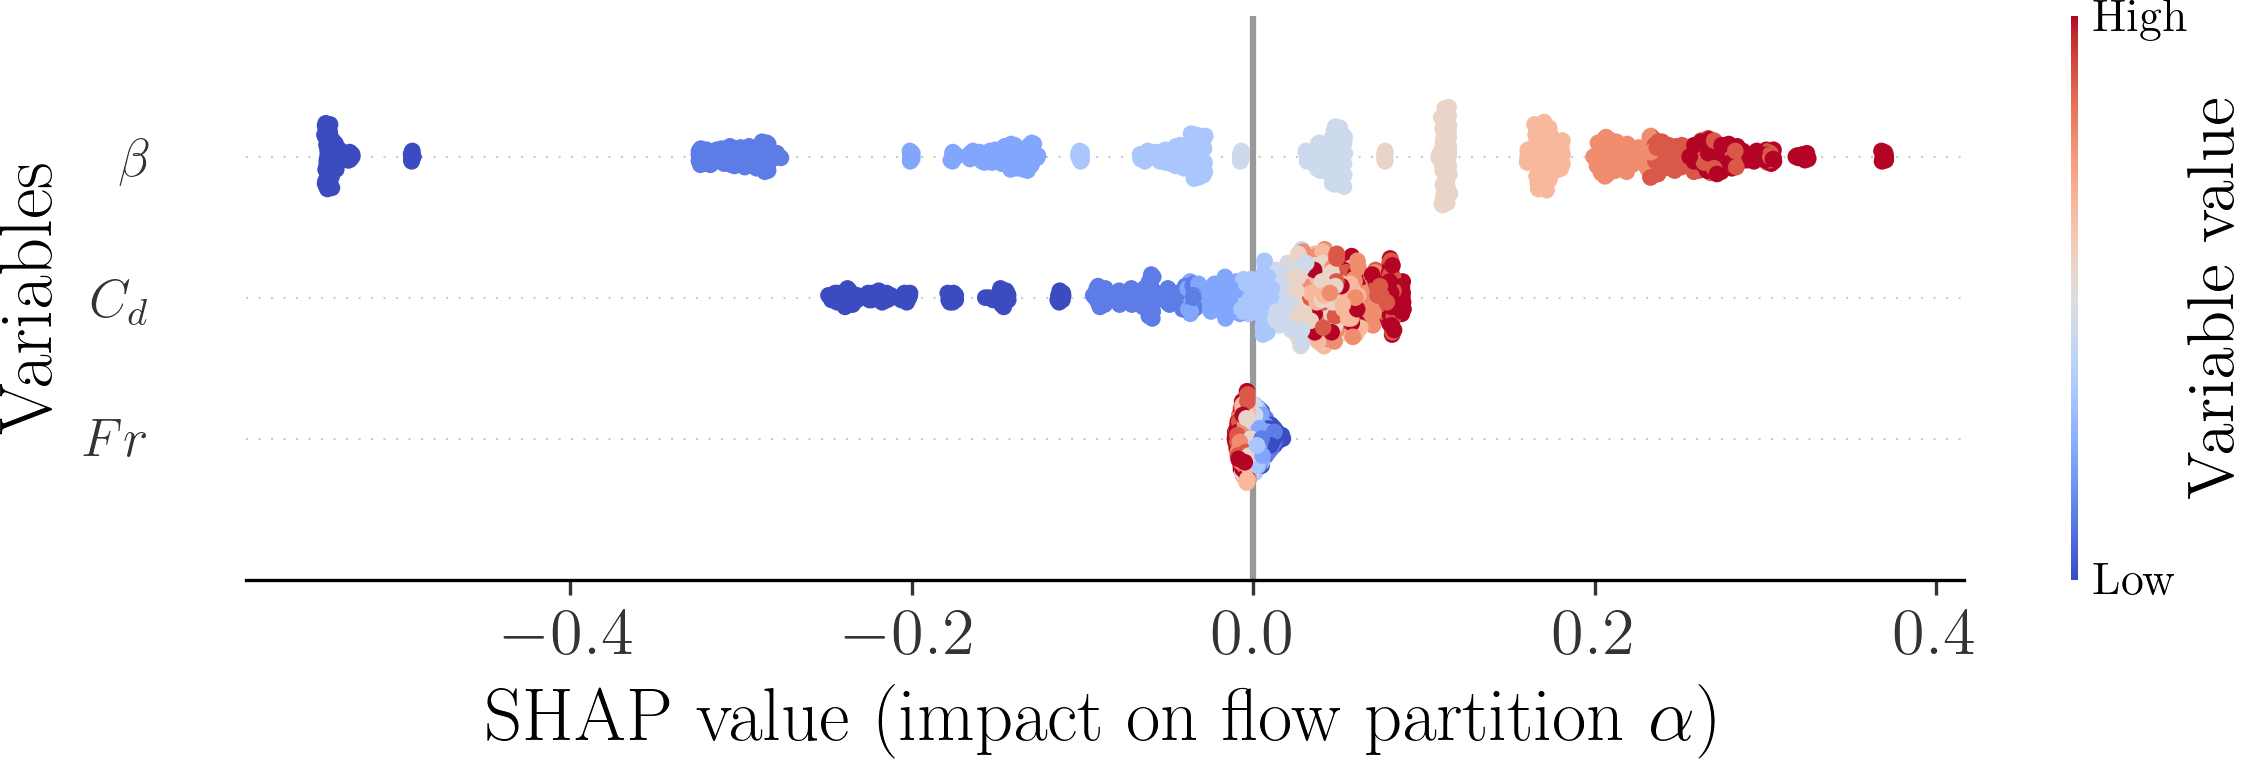 High
Variables
β
C_d
Fr
Variable value
Low
−0.4 −0.2 0.0 0.2 0.4
SHAP value (impact on flow partition α)